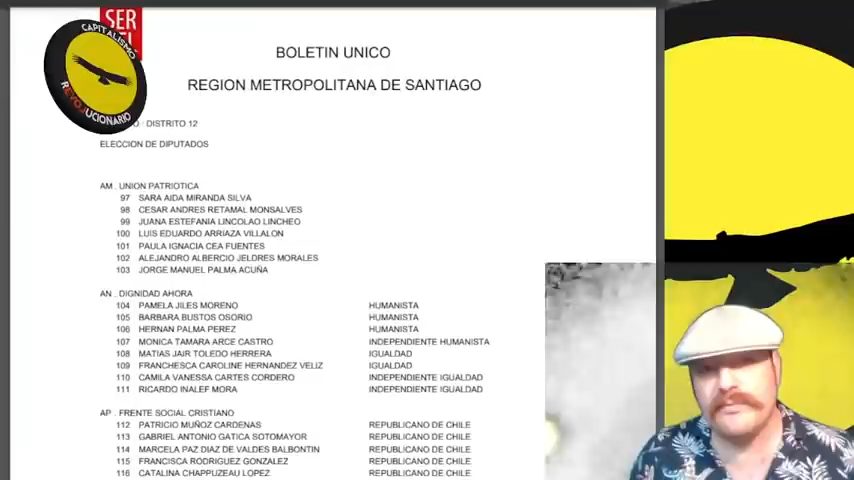 SER
CAPITALISMO
REVOLUCIONARIO
BOLETIN UNICO
REGION METROPOLITANA DE SANTIAGO
DISTRITO 12
ELECCION DE DIPUTADOS
AM . UNION PATRIOTICA
97 SARA AIDA MIRANDA SILVA
98 CESAR ANDRES RETAMAL MONSALVES
99 JUANA ESTEFANIA LINCOLAO LINCHEO
100 LUIS EDUARDO ARRIAZA VILLALON
101 PAULA IGNACIA CEA FUENTES
102 ALEJANDRO ALBERCIO JELDRES MORALES
103 JORGE MANUEL PALMA ACUÑA
AN . DIGNIDAD AHORA
104 PAMELA JILES MORENO HUMANISTA
105 BARBARA BUSTOS OSORIO HUMANISTA
106 HERNAN PALMA PEREZ HUMANISTA
107 MONICA TAMARA ARCE CASTRO INDEPENDIENTE HUMANISTA
108 MATIAS JAIR TOLEDO HERRERA IGUALDAD
109 FRANCHESCA CAROLINE HERNANDEZ VELIZ IGUALDAD
110 CAMILA VANESSA CARTES CORDERO INDEPENDIENTE IGUALDAD
111 RICARDO INALEF MORA INDEPENDIENTE IGUALDAD
AP . FRENTE SOCIAL CRISTIANO
112 PATRICIO MUÑOZ CARDENAS REPUBLICANO DE CHILE
113 GABRIEL ANTONIO GATICA SOTOMAYOR REPUBLICANO DE CHILE
114 MARCELA PAZ DIAZ DE VALDES BALBONTIN REPUBLICANO DE CHILE
115 FRANCISCA RODRIGUEZ GONZALEZ REPUBLICANO DE CHILE
116 CATALINA CHAPPUZEAU LOPEZ REPUBLICANO DE CHILE